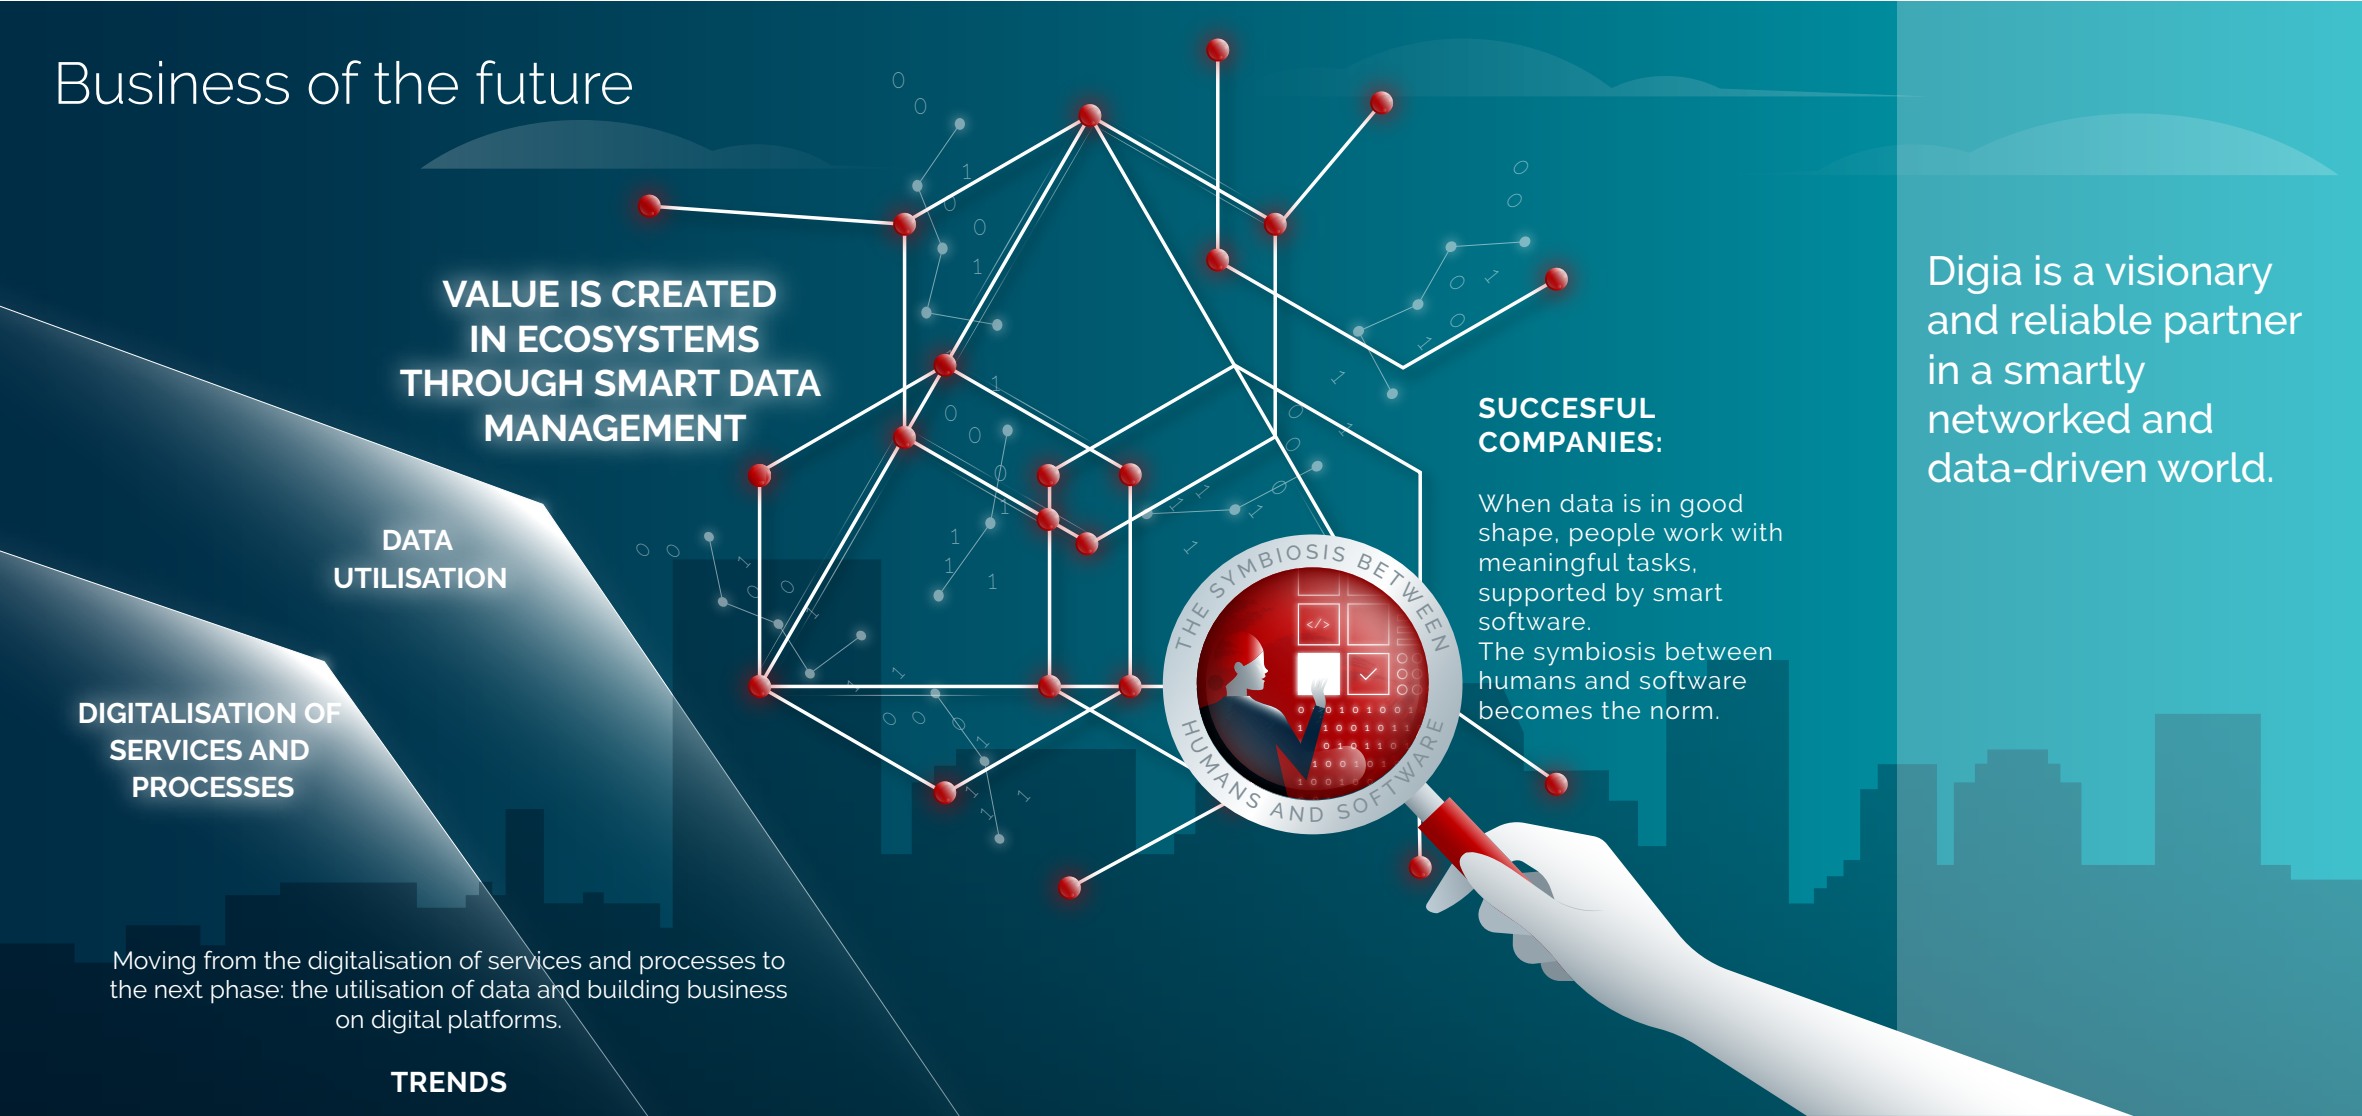 Business of the future
VALUE IS CREATED
IN ECOSYSTEMS
THROUGH SMART DATA
MANAGEMENT
DATA
UTILISATION
DIGITALISATION OF
SERVICES AND
PROCESSES
Moving from the digitalisation of services and processes to
the next phase: the utilisation of data and building business
on digital platforms.
TRENDS
THE SYMBIOSIS BETWEEN
HUMANS AND SOFTWARE
</>
SUCCESFUL
COMPANIES:
When data is in good
shape, people work with
meaningful tasks,
supported by smart
software.
The symbiosis between
humans and software
becomes the norm.
Digia is a visionary
and reliable partner
in a smartly
networked and
data-driven world.